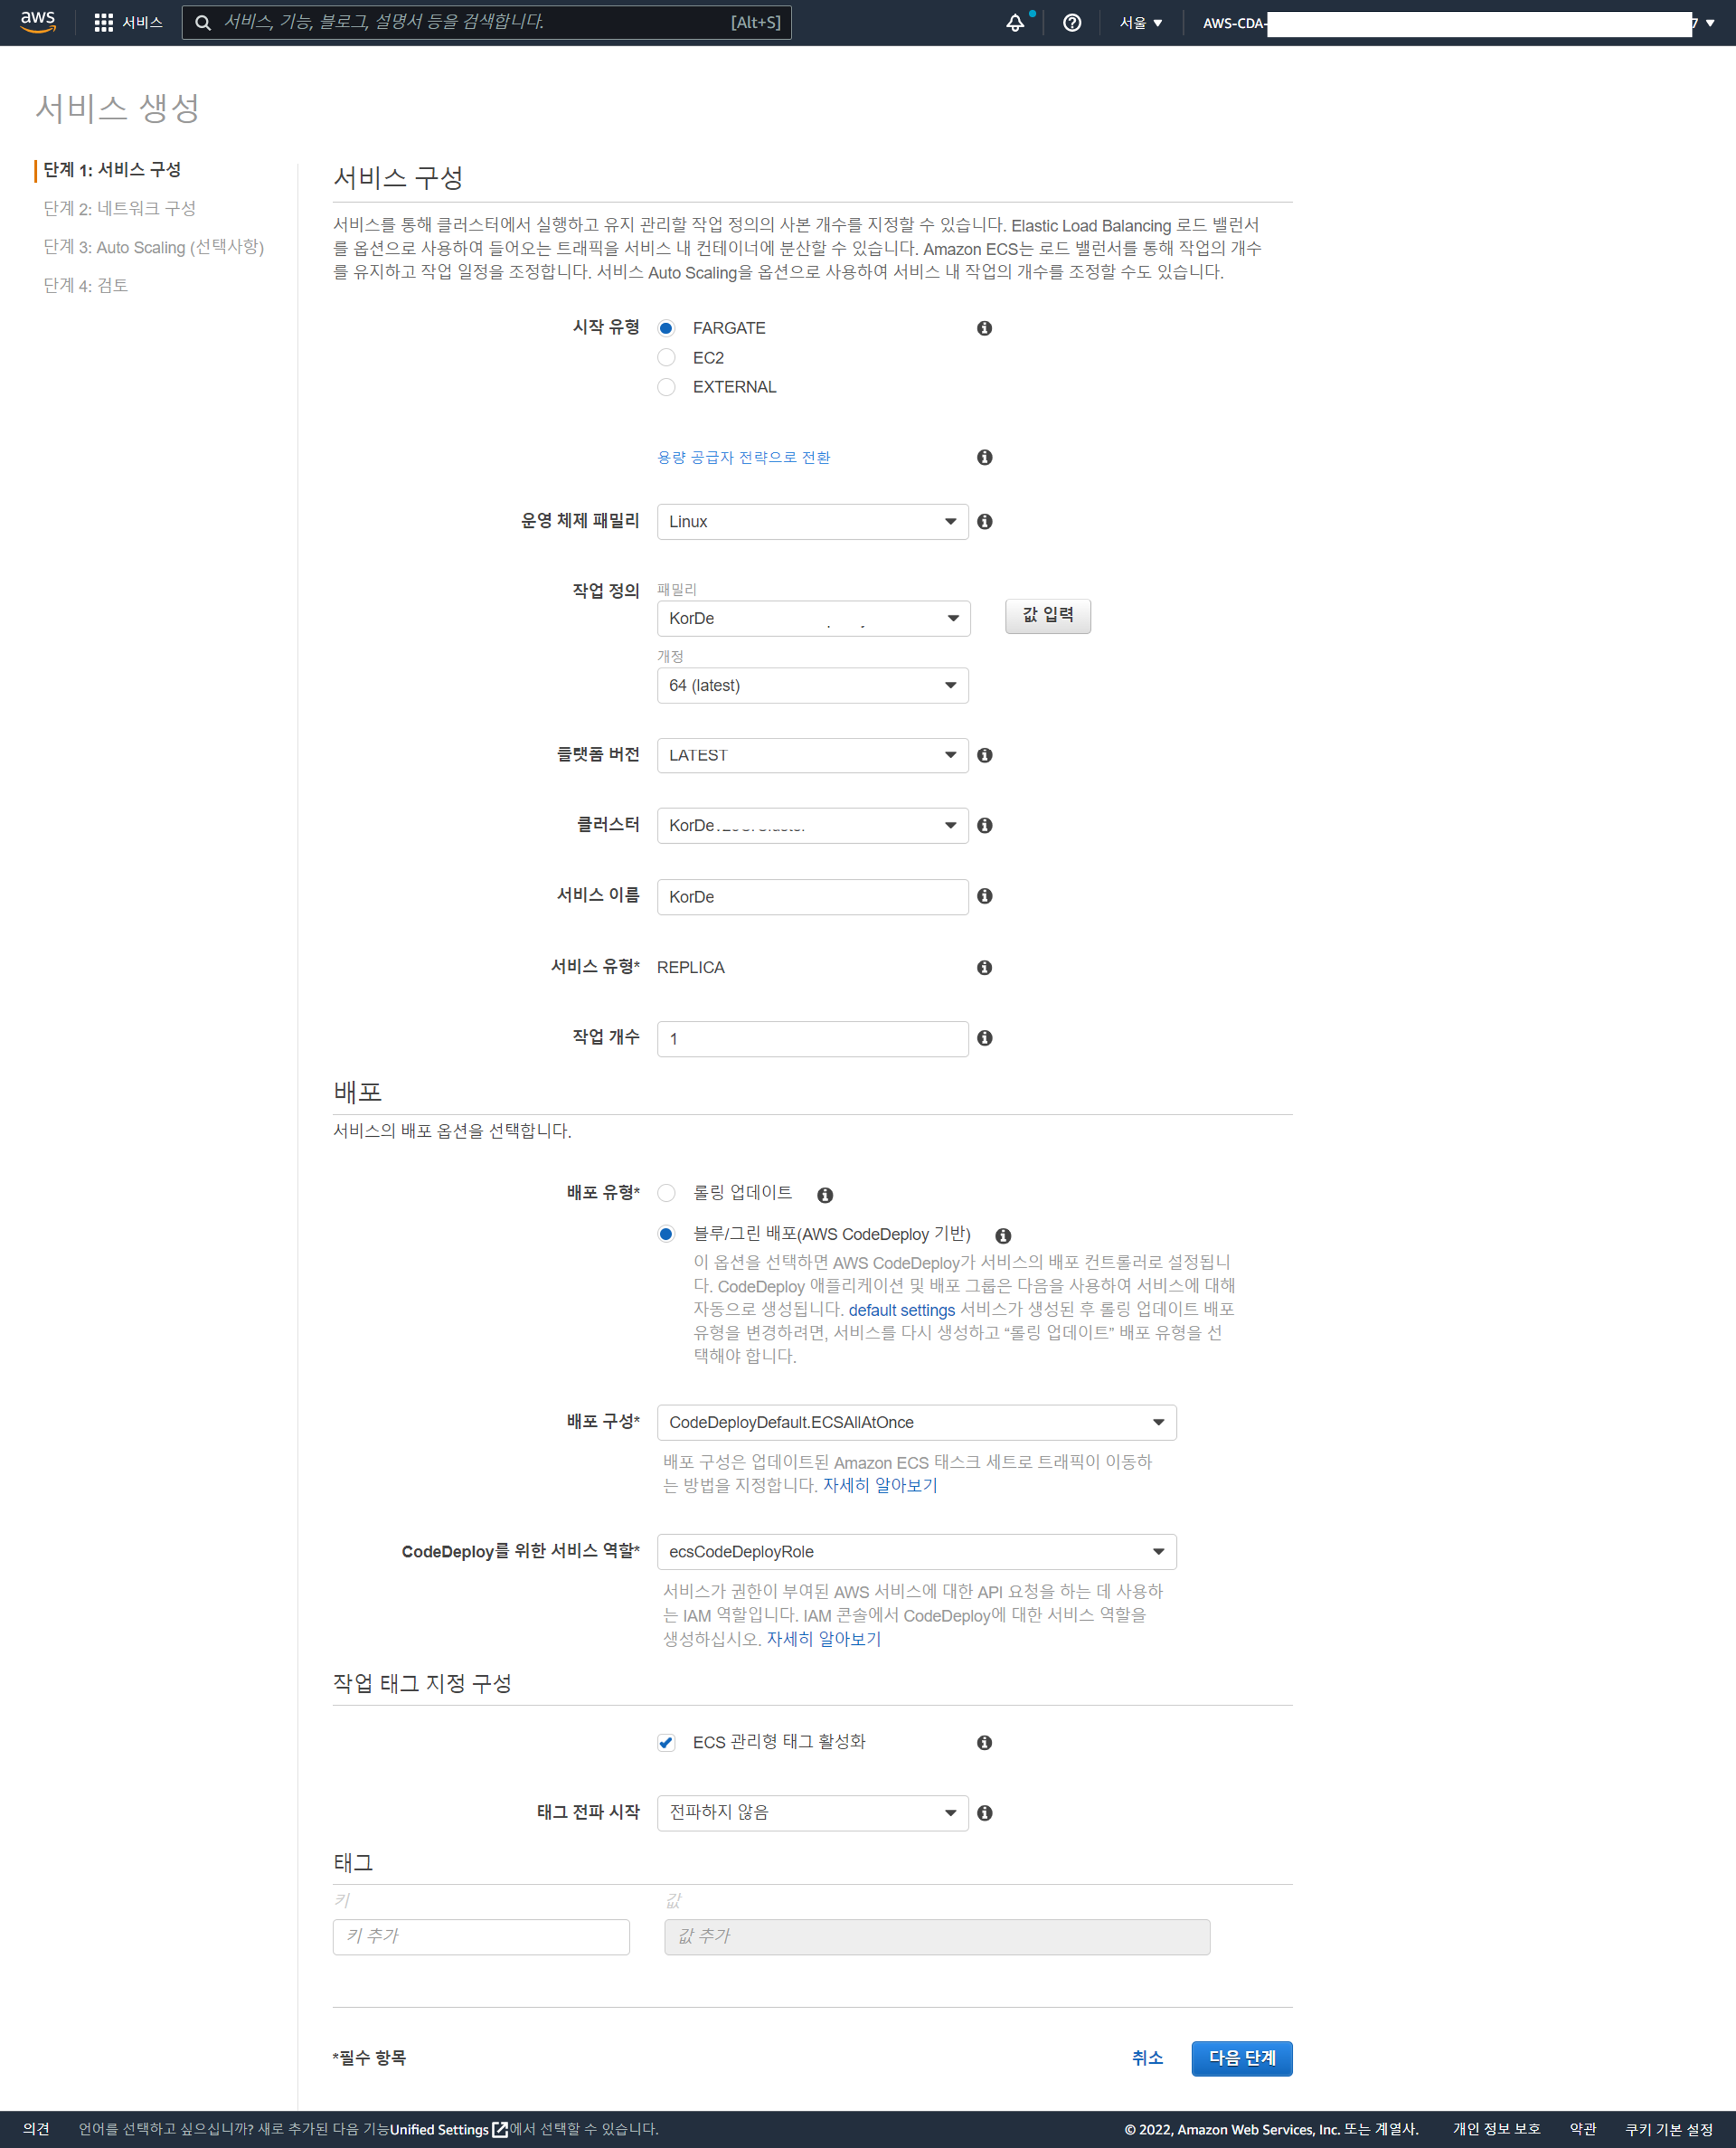 aws
서비스
서비스, 기능, 블로그, 설명서 등을 검색합니다.
[Alt+S]
서울
AWS-CDA-
7
서비스 생성
단계 1: 서비스 구성
단계 2: 네트워크 구성
단계 3: Auto Scaling (선택사항)
단계 4: 검토
서비스 구성
서비스를 통해 클러스터에서 실행하고 유지 관리할 작업 정의의 사본 개수를 지정할 수 있습니다. Elastic Load Balancing 로드 밸런서
를 옵션으로 사용하여 들어오는 트래픽을 서비스 내 컨테이너에 분산할 수 있습니다. Amazon ECS는 로드 밸런서를 통해 작업의 개수
를 유지하고 작업 일정을 조정합니다. 서비스 Auto Scaling을 옵션으로 사용하여 서비스 내 작업의 개수를 조정할 수도 있습니다.
시작 유형
FARGATE
EC2
EXTERNAL
용량 공급자 전략으로 전환
운영 체제 패밀리
Linux
작업 정의
패밀리
KorDe
값 입력
개정
64 (latest)
플랫폼 버전
LATEST
클러스터
KorDe
서비스 이름
KorDe
서비스 유형*
REPLICA
작업 개수
1
배포
서비스의 배포 옵션을 선택합니다.
배포 유형*
롤링 업데이트
블루/그린 배포(AWS CodeDeploy 기반)
이 옵션을 선택하면 AWS CodeDeploy가 서비스의 배포 컨트롤러로 설정됩니
다. CodeDeploy 애플리케이션 및 배포 그룹은 다음을 사용하여 서비스에 대해
자동으로 생성됩니다. default settings 서비스가 생성된 후 롤링 업데이트 배포
유형을 변경하려면, 서비스를 다시 생성하고 “롤링 업데이트” 배포 유형을 선
택해야 합니다.
배포 구성*
CodeDeployDefault.ECSAllAtOnce
배포 구성은 업데이트된 Amazon ECS 태스크 세트로 트래픽이 이동하
는 방법을 지정합니다. 자세히 알아보기
CodeDeploy를 위한 서비스 역할*
ecsCodeDeployRole
서비스가 권한이 부여된 AWS 서비스에 대한 API 요청을 하는 데 사용하
는 IAM 역할입니다. IAM 콘솔에서 CodeDeploy에 대한 서비스 역할을
생성하십시오. 자세히 알아보기
작업 태그 지정 구성
ECS 관리형 태그 활성화
태그 전파 시작
전파하지 않음
태그
키
값
키 추가
값 추가
*필수 항목
취소
다음 단계
의견
언어를 선택하고 싶으십니까? 새로 추가된 다음 기능Unified Settings에서 선택할 수 있습니다.
© 2022, Amazon Web Services, Inc. 또는 계열사.
개인 정보 보호
약관
쿠키 기본 설정